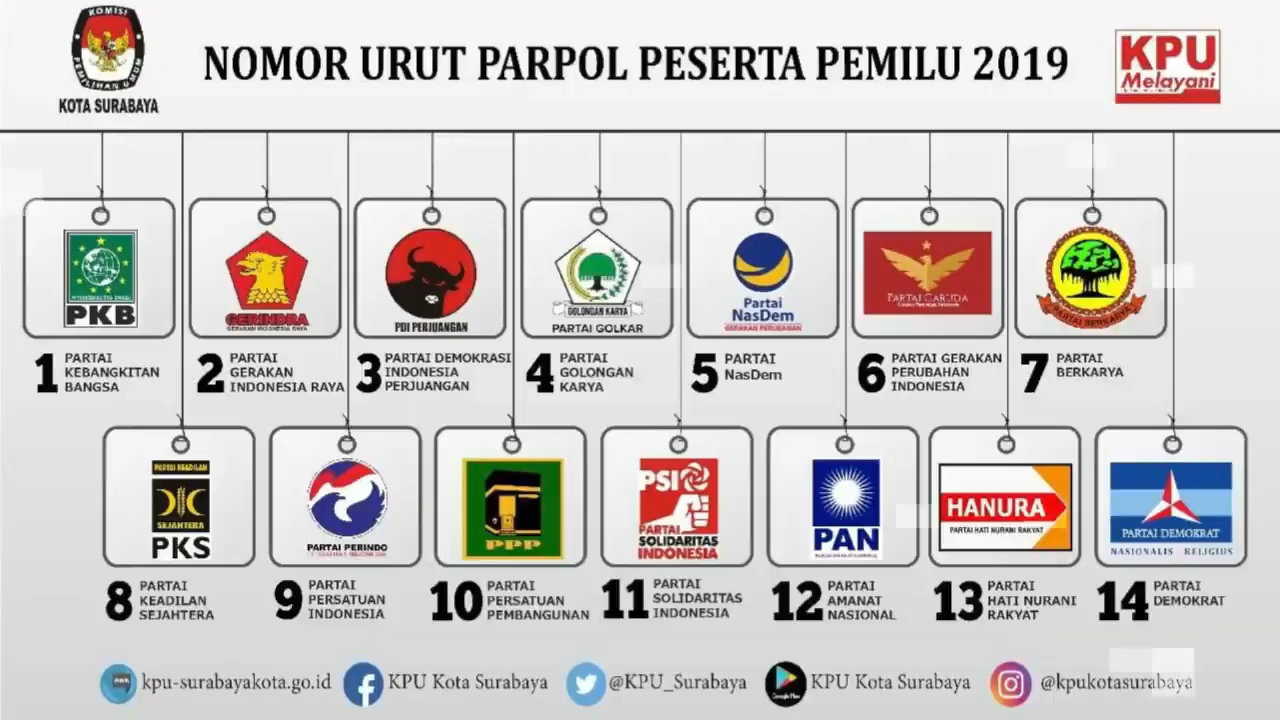 KOMISI
PEMILIHAN UMUM
KOTA SURABAYA
NOMOR URUT PARPOL PESERTA PEMILU 2019
KPU
Melayani
PKB
GERINDRA
GERAKAN INDONESIA RAYA
PDI PERJUANGAN
GOLONGAN KARYA
PARTAI GOLKAR
Partai
NasDem
GERAKAN PERUBAHAN
PARTAI GARUDA
PARTAI BERKARYA
1 PARTAI
KEBANGKITAN
BANGSA
2 PARTAI
GERAKAN
INDONESIA RAYA
3 PARTAI DEMOKRASI
INDONESIA
PERJUANGAN
4 PARTAI
GOLONGAN
KARYA
5 PARTAI
NasDem
6 PARTAI GERAKAN
PERUBAHAN
INDONESIA
7 PARTAI
BERKARYA
PARTAI KEADILAN
SEJAHTERA
PKS
PARTAI PERINDO
PPP
PSI
PARTAI
SOLIDARITAS
INDONESIA
PAN
HANURA
PARTAI HATI NURANI RAKYAT
PARTAI DEMOKRAT
NASIONALIS RELIGIUS
8 PARTAI
KEADILAN
SEJAHTERA
9 PARTAI
PERSATUAN
INDONESIA
10 PARTAI
PERSATUAN
PEMBANGUNAN
11 PARTAI
SOLIDARITAS
INDONESIA
12 PARTAI
AMANAT
NASIONAL
13 PARTAI
HATI NURANI
RAKYAT
14 PARTAI
DEMOKRAT
kpu-surabayakota.go.id
KPU Kota Surabaya
@KPU_Surabaya
Google Play
KPU Kota Surabaya
@kpukotasurabaya